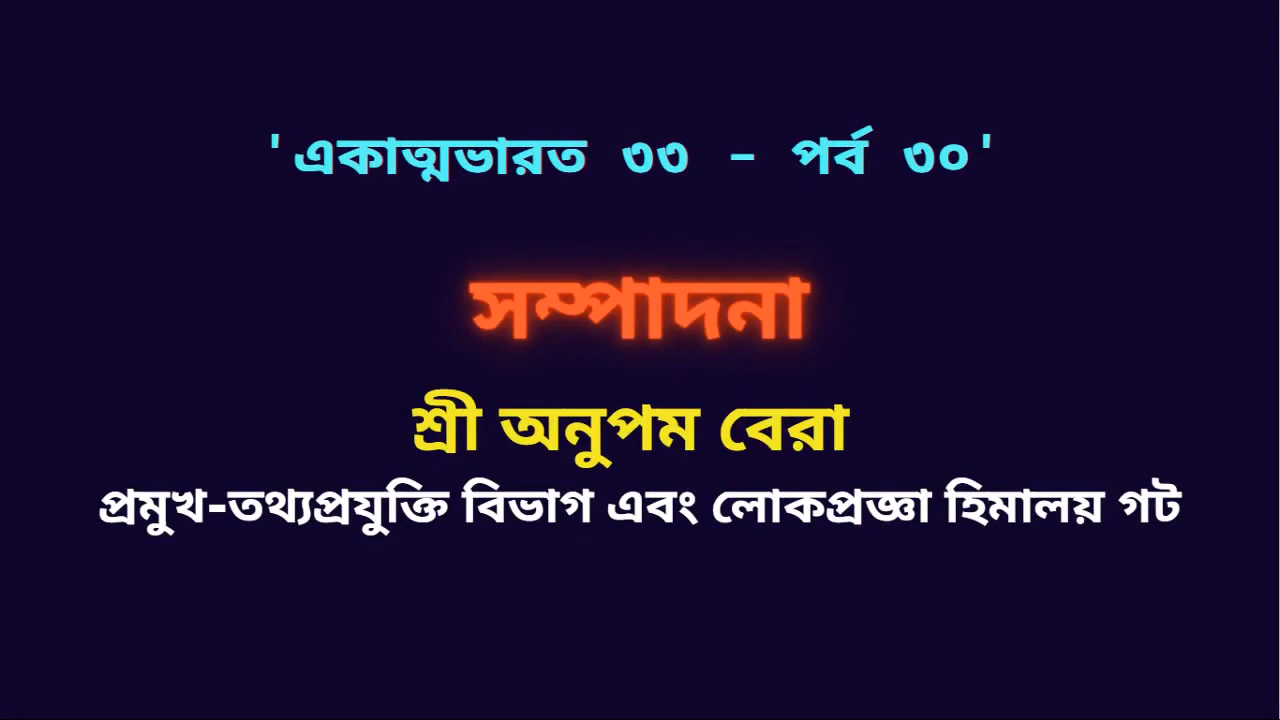 'একাত্মভারত ৩৩ – পর্ব ৩০'
সম্পাদনা
শ্রী অনুপম বেরা
প্রমুখ-তথ্যপ্রযুক্তি বিভাগ এবং লোকপ্রজ্ঞা হিমালয় গট